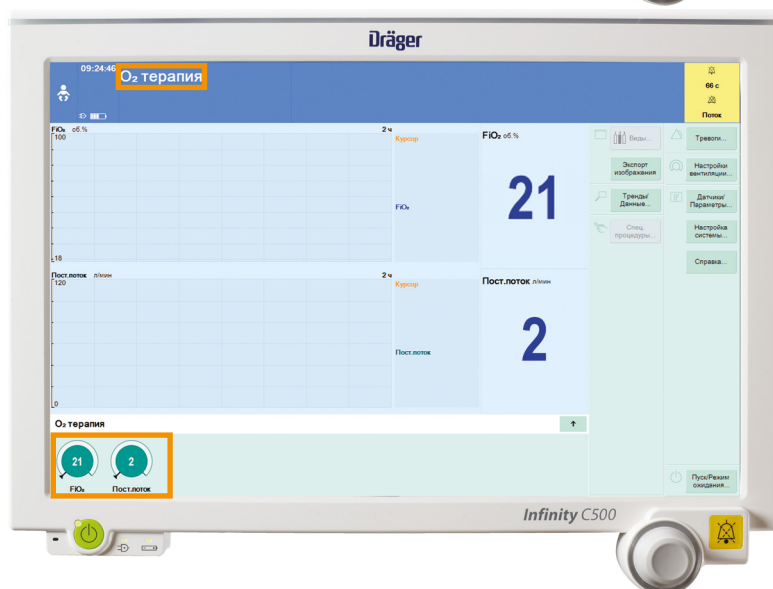 Dräger
09:24:46
O₂ терапия
66 с
Поток
FiO₂ об.%
2 ч
100
Курсор
FiO₂
18
FiO₂ об.%
21
Пост.поток л/мин
2 ч
120
Курсор
Пост.поток
0
Пост.поток л/мин
2
Виды...
Тревоги...
Экспорт
изображения
Настройки
вентиляции...
Тренды/
Данные...
Датчики/
Параметры...
Спец.
процедуры...
Настройка
системы...
Справка...
O₂ терапия
21
2
FiO₂
Пост.поток
Пуск/Режим
ожидания...
Infinity C500